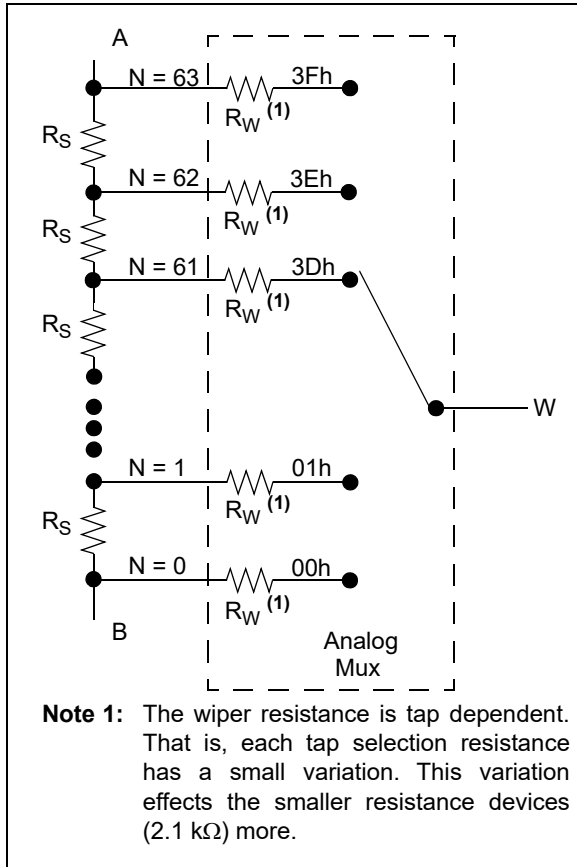 A
N = 63
3Fh
R_W (1)
R_S
N = 62
3Eh
R_W (1)
R_S
N = 61
3Dh
R_W (1)
R_S
W
N = 1
01h
R_W (1)
R_S
N = 0
00h
R_W (1)
B
Analog
Mux
Note 1: The wiper resistance is tap dependent.
That is, each tap selection resistance
has a small variation. This variation
effects the smaller resistance devices
(2.1 kΩ) more.